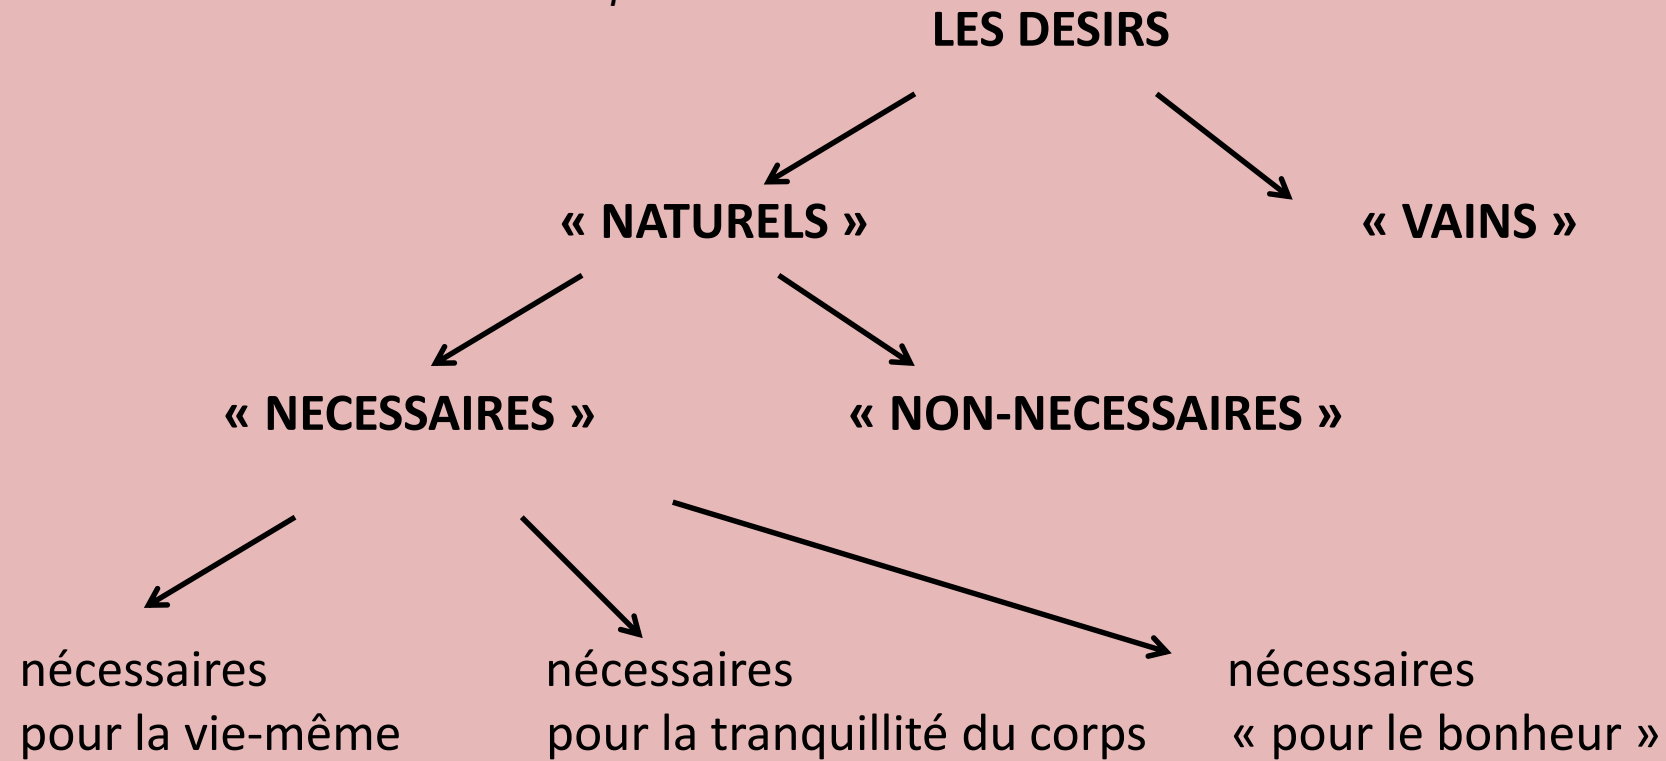 LES DESIRS
« NATURELS »
« VAINS »
« NECESSAIRES »
« NON-NECESSAIRES »
nécessaires
pour la vie-même
nécessaires
pour la tranquillité du corps
nécessaires
« pour le bonheur »